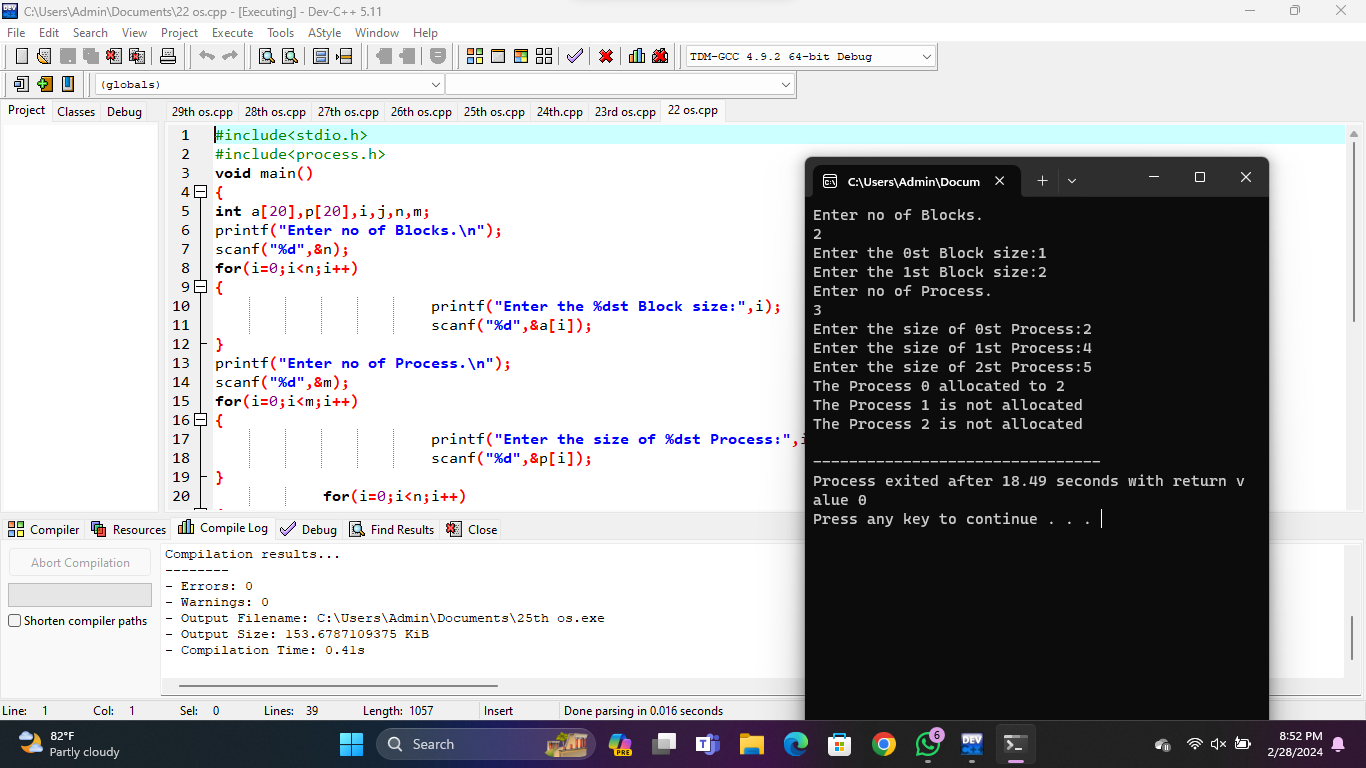 C:\Users\Admin\Documents\22 os.cpp - [Executing] - Dev-C++ 5.11
File Edit Search View Project Execute Tools AStyle Window Help
TDM-GCC 4.9.2 64-bit Debug
(globals)
Project Classes Debug
29th os.cpp 28th os.cpp 27th os.cpp 26th os.cpp 25th os.cpp 24th.cpp 23rd os.cpp 22 os.cpp
1 #include<stdio.h>
2 #include<process.h>
3 void main()
4 {
5 int a[20],p[20],i,j,n,m;
6 printf("Enter no of Blocks.\n");
7 scanf("%d",&n);
8 for(i=0;i<n;i++)
9 {
10 printf("Enter the %dst Block size:",i);
11 scanf("%d",&a[i]);
12 }
13 printf("Enter no of Process.\n");
14 scanf("%d",&m);
15 for(i=0;i<m;i++)
16 {
17 printf("Enter the size of %dst Process:",i
18 scanf("%d",&p[i]);
19 }
20 for(i=0;i<n;i++)
C:\Users\Admin\Docum
Enter no of Blocks.
2
Enter the 0st Block size:1
Enter the 1st Block size:2
Enter no of Process.
3
Enter the size of 0st Process:2
Enter the size of 1st Process:4
Enter the size of 2st Process:5
The Process 0 allocated to 2
The Process 1 is not allocated
The Process 2 is not allocated
--------------------------------
Process exited after 18.49 seconds with return v
alue 0
Press any key to continue . . .
Compiler Resources Compile Log Debug Find Results Close
Abort Compilation
Shorten compiler paths
Compilation results...
--------
- Errors: 0
- Warnings: 0
- Output Filename: C:\Users\Admin\Documents\25th os.exe
- Output Size: 153.6787109375 KiB
- Compilation Time: 0.41s
Line: 1 Col: 1 Sel: 0 Lines: 39 Length: 1057 Insert Done parsing in 0.016 seconds
82°F
Partly cloudy
Search
PRE
6
DEV
8:52 PM
2/28/2024